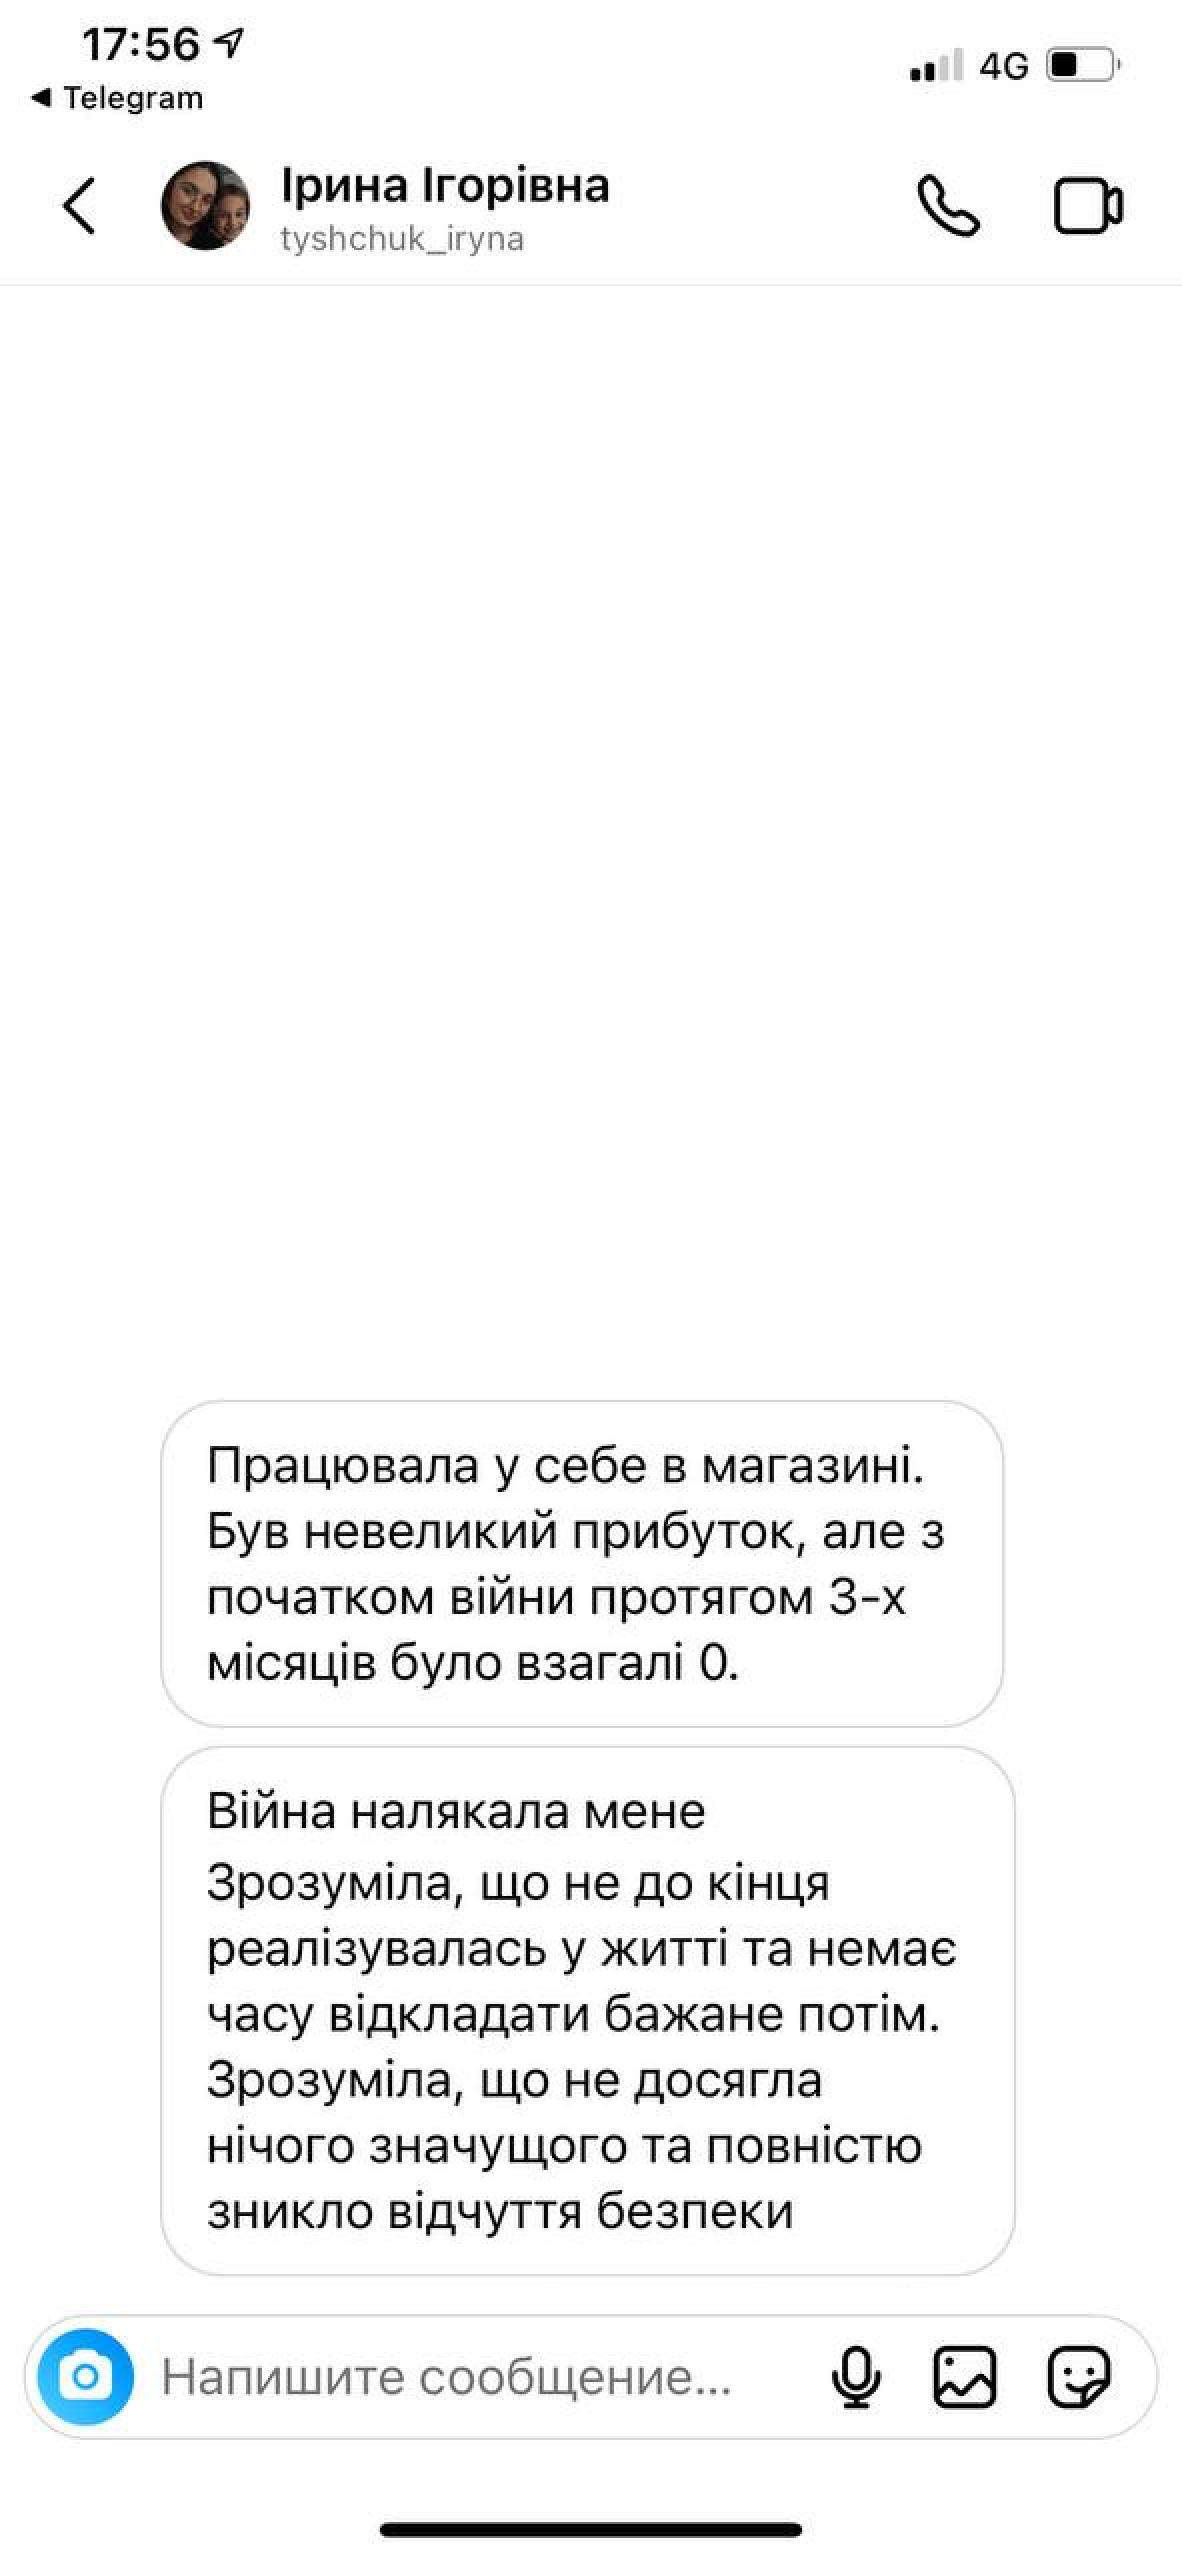 17:56
◀ Telegram
4G
Ірина Ігорівна
tyshchuk_iryna
Працювала у себе в магазині.
Був невеликий прибуток, але з
початком війни протягом 3-х
місяців було взагалі 0.
Війна налякала мене
Зрозуміла, що не до кінця
реалізувалась у житті та немає
часу відкладати бажане потім.
Зрозуміла, що не досягла
нічого значущого та повністю
зникло відчуття безпеки
Напишите сообщение...